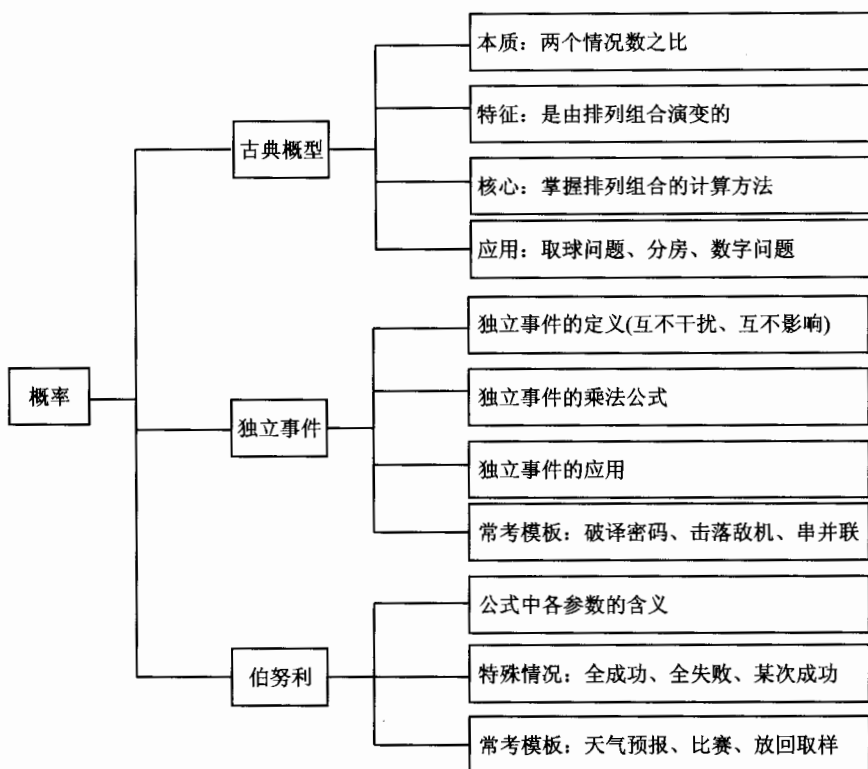 概率
古典概型
本质：两个情况数之比
特征：是由排列组合演变的
核心：掌握排列组合的计算方法
应用：取球问题、分房、数字问题
独立事件
独立事件的定义(互不干扰、互不影响)
独立事件的乘法公式
独立事件的应用
常考模板：破译密码、击落敌机、串并联
伯努利
公式中各参数的含义
特殊情况：全成功、全失败、某次成功
常考模板：天气预报、比赛、放回取样